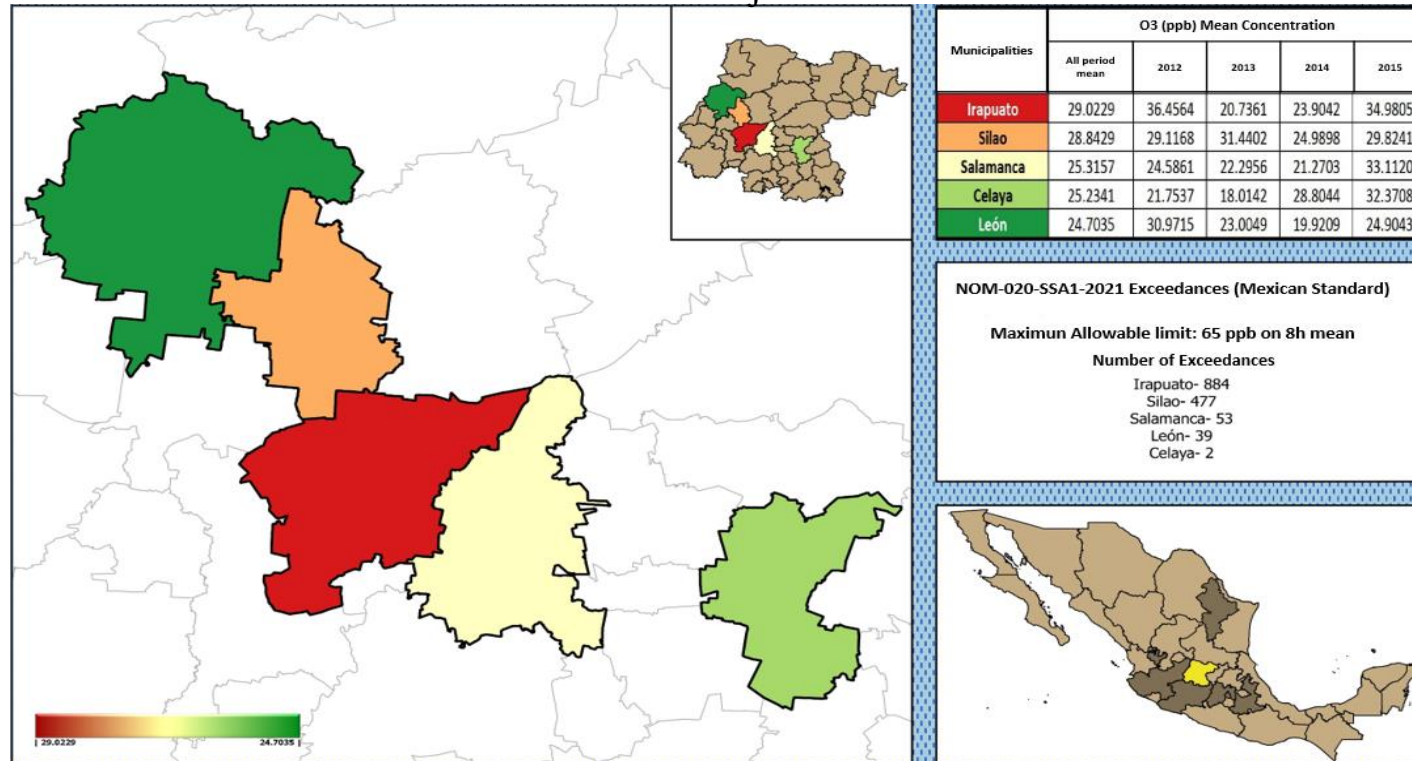 Municipalities
O3 (ppb) Mean Concentration
All period mean 2012 2013 2014 2015
Irapuato 29.0229 36.4564 20.7361 23.9042 34.9805
Silao 28.8429 29.1168 31.4402 24.9898 29.8241
Salamanca 25.3157 24.5861 22.2956 21.2703 33.1120
Celaya 25.2341 21.7537 18.0142 28.8044 32.3708
León 24.7035 30.9715 23.0049 19.9209 24.9043
NOM-020-SSA1-2021 Exceedances (Mexican Standard)
Maximun Allowable limit: 65 ppb on 8h mean
Number of Exceedances
Irapuato- 884
Silao- 477
Salamanca- 53
León- 39
Celaya- 2
| 29.0229 24.7035 |